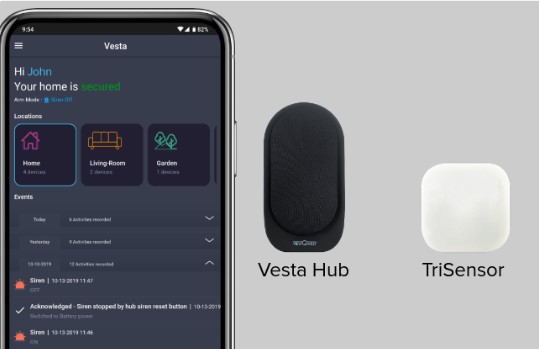 9:54
82%
Vesta
Hi John
Your home is secured
Arm Mode : Siren Off
Locations
Home
4 devices
Living-Room
2 devices
Garden
1 devices
Events
Today 6 Activities recorded
Yesterday 5 Activities recorded
10-13-2019 12 Activities recorded
Siren | 10-13-2019 11:47
OFF
Acknowledged - Siren stopped by hub siren reset button | 10-13-2019
Switched to Battery power
Siren | 10-13-2019 11:46
ON
Vesta Hub
TriSensor